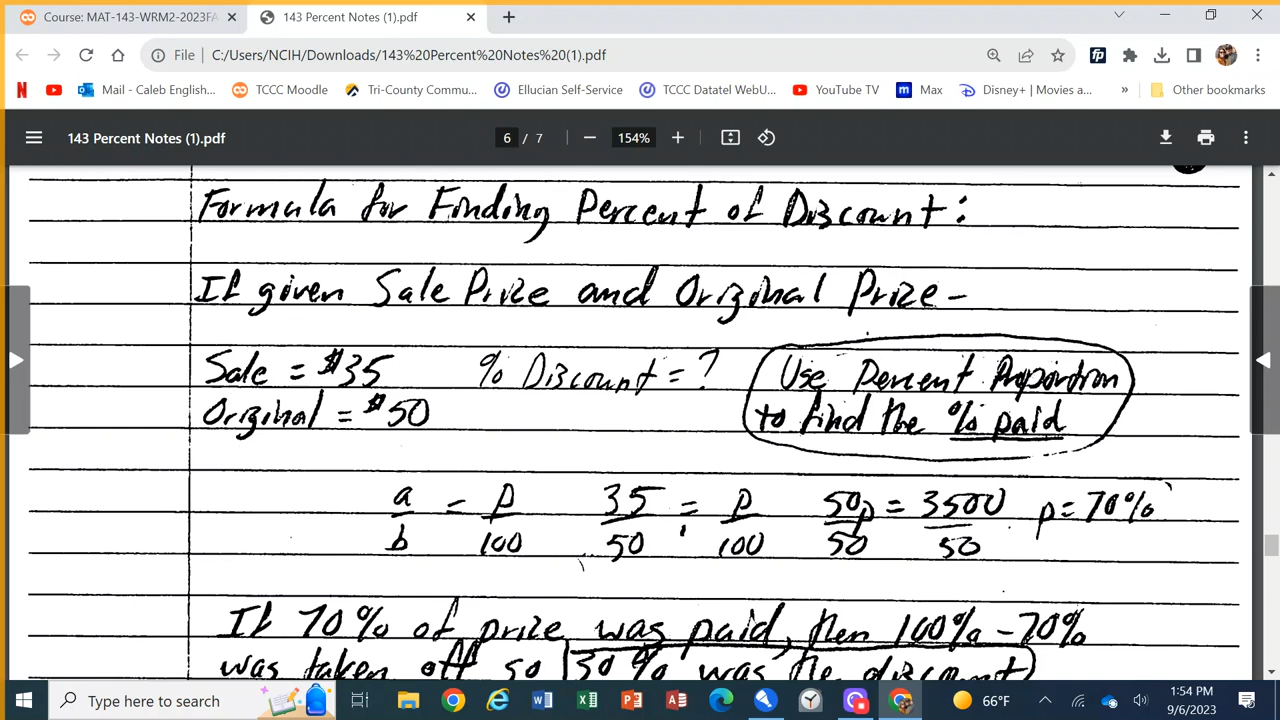 Course: MAT-143-WRM2-2023FA
143 Percent Notes (1).pdf
File C:/Users/NCIH/Downloads/143%20Percent%20Notes%20(1).pdf
Mail - Caleb English...
TCCC Moodle
Tri-County Commu...
Ellucian Self-Service
TCCC Datatel WebU...
YouTube TV
Max
Disney+ | Movies a...
»
Other bookmarks
143 Percent Notes (1).pdf
6 / 7
154%
Formula for Finding Percent of Discount:
If given Sale Prize and Original Prize -
Sale = $35 % Discount = ? Use Percent Proportion
Original = $50 to find the % paid
a/b = p/100 35/50 = p/100 50p/50 = 3500/50 p = 70%
If 70% of prize was paid, then 100% - 70%
was taken off so 30% was the discount
Type here to search
66°F
1:54 PM
9/6/2023